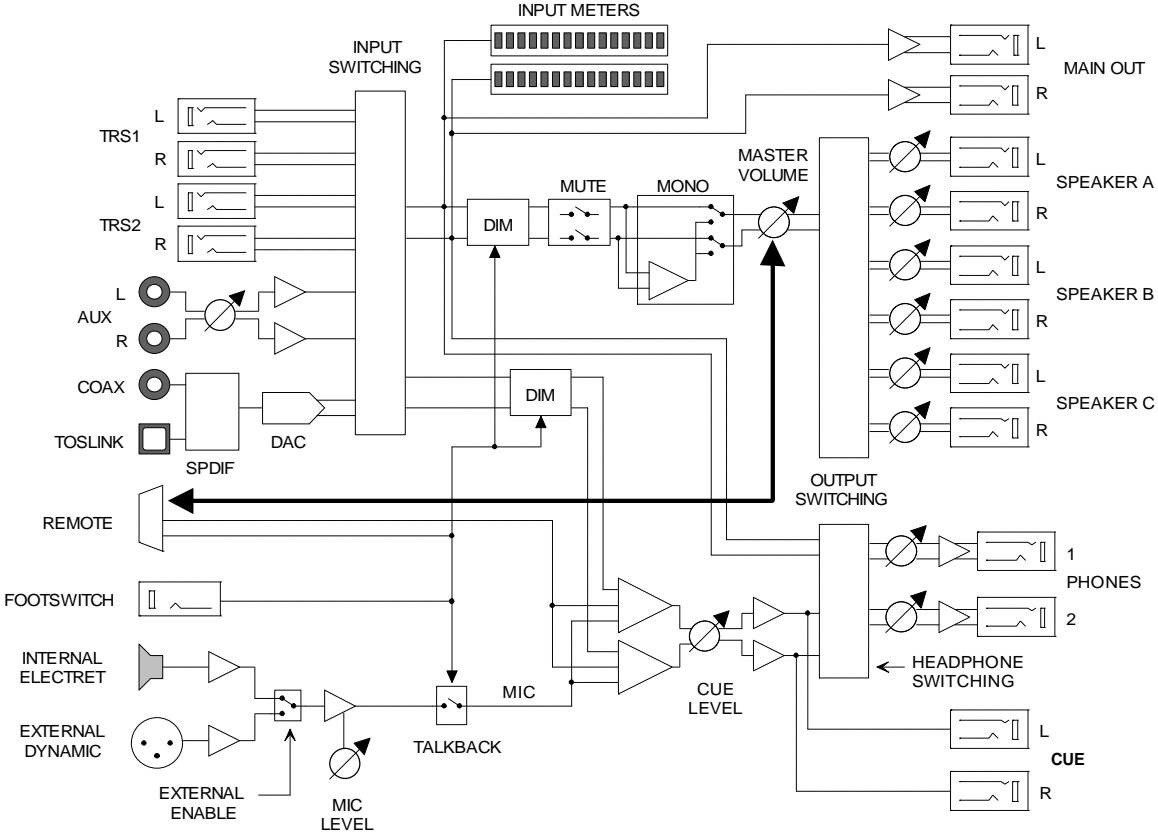 INPUT METERS
INPUT
SWITCHING
L
MAIN OUT
R
L
TRS1
R
L
TRS2
R
MASTER
VOLUME
L
SPEAKER A
R
MUTE
MONO
DIM
L
SPEAKER B
R
L
AUX
R
COAX
TOSLINK
SPDIF
DAC
DIM
L
SPEAKER C
R
OUTPUT
SWITCHING
REMOTE
FOOTSWITCH
1
PHONES
2
INTERNAL
ELECTRET
MIC
CUE
LEVEL
HEADPHONE
SWITCHING
EXTERNAL
DYNAMIC
TALKBACK
L
CUE
R
EXTERNAL
ENABLE
MIC
LEVEL